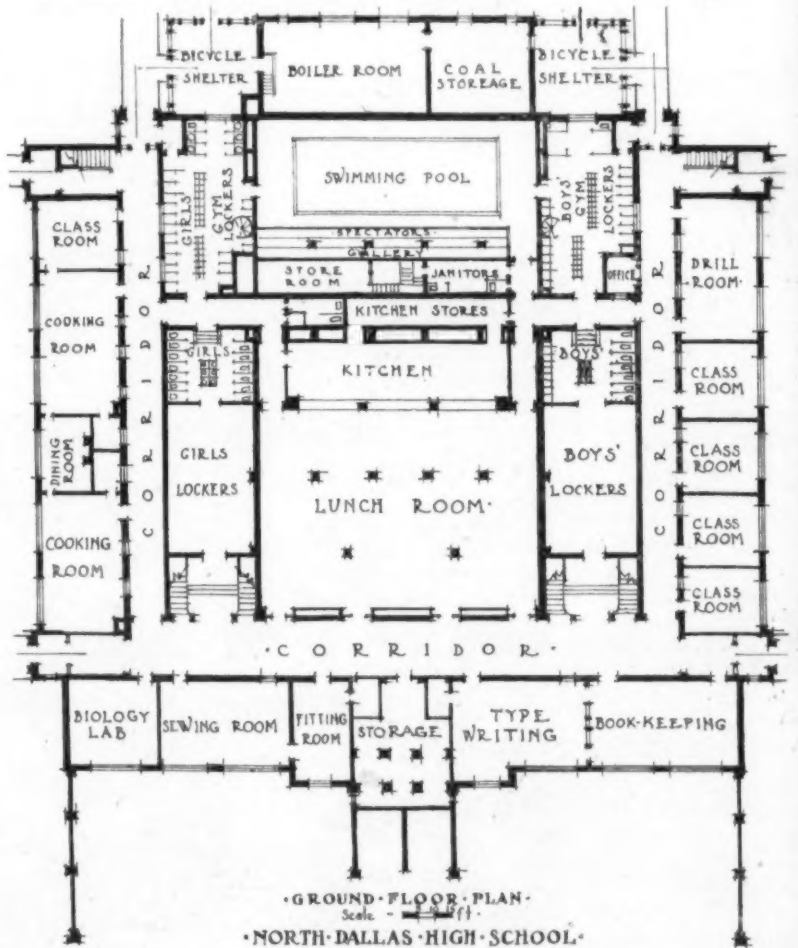 BICYCLE
SHELTER
BOILER ROOM
COAL
STOREAGE
BICYCLE
SHELTER
SWIMMING POOL
GIRLS'
GYM
LOCKERS
BOYS'
GYM
LOCKERS
·SPECTATORS·
GALLERY
CLASS
ROOM
STORE
ROOM
JANITORS
OFFICE
DRILL
·ROOM·
CORRIDOR
CORRIDOR
KITCHEN STORES
COOKING
ROOM
GIRLS
KITCHEN
BOYS'
CLASS
ROOM
DINING
ROOM
GIRLS
LOCKERS
BOYS'
LOCKERS
CLASS
ROOM
LUNCH ROOM·
COOKING
ROOM
CLASS
ROOM
CLASS
ROOM
·CORRIDOR·
BIOLOGY
LAB
SEWING ROOM
FITTING
ROOM
STORAGE
TYPE
WRITING
BOOK-KEEPING
·GROUND·FLOOR·PLAN·
Scale ft.
·NORTH·DALLAS·HIGH·SCHOOL·